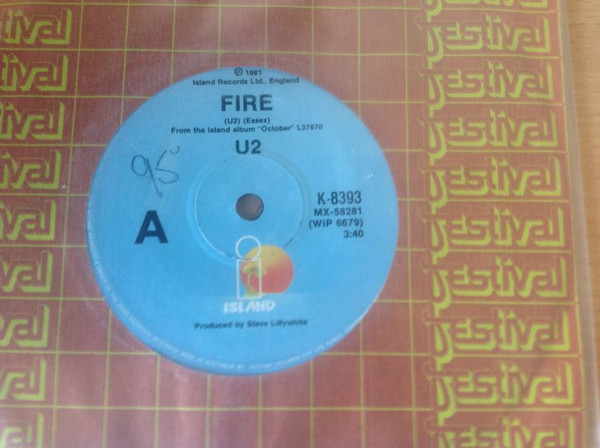 festival
℗ 1981
Island Records Ltd., England
FIRE
(U2) (Essex)
From the Island album "October" L37670
U2
95
K-8393
MX-58281
(WIP 6679)
3:40
A
i
ISLAND
Produced by Steve Lillywhite
festival
festival
festival
festival
festival
festival
festival
festival
festival